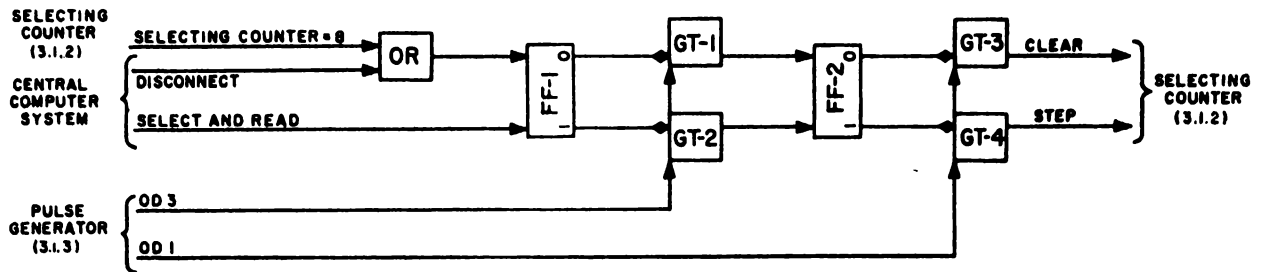 SELECTING
COUNTER
(3.1.2)
SELECTING COUNTER = 8
DISCONNECT
CENTRAL
COMPUTER
SYSTEM
SELECT AND READ
OR
FF-1
0
1
GT-1
GT-2
FF-2
0
1
GT-3
GT-4
CLEAR
STEP
SELECTING
COUNTER
(3.1.2)
PULSE
GENERATOR
(3.1.3)
OD 3
OD 1